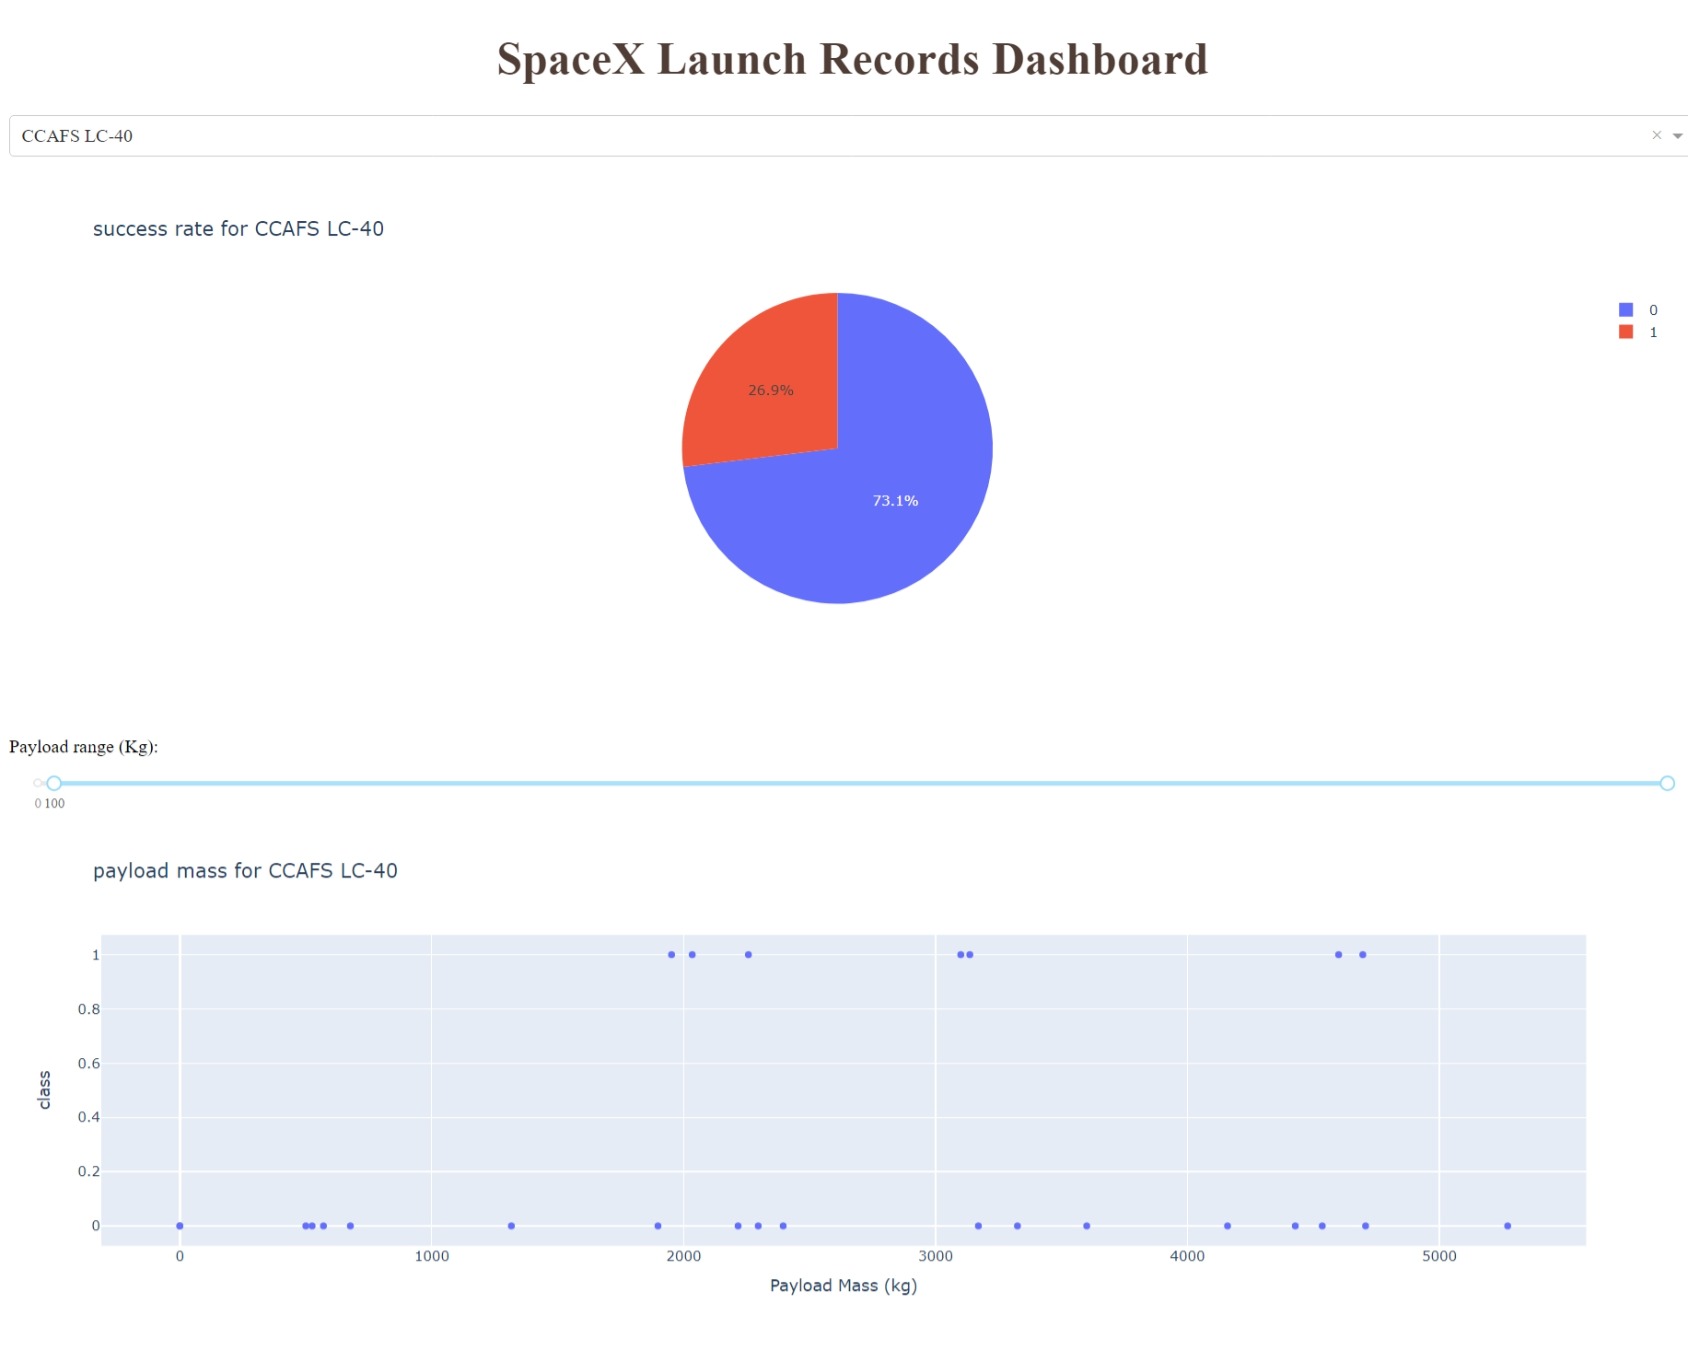 SpaceX Launch Records Dashboard
CCAFS LC-40 ×
success rate for CCAFS LC-40
0
1
26.9%
73.1%
Payload range (Kg):
0 100
payload mass for CCAFS LC-40
1
0.8
0.6
0.4
0.2
0
class
0 1000 2000 3000 4000 5000
Payload Mass (kg)